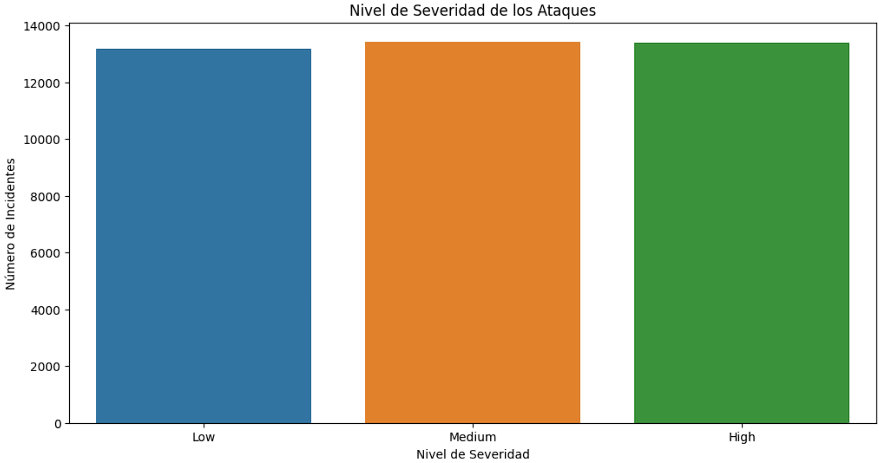 Nivel de Severidad de los Ataques
14000
12000
10000
8000
6000
4000
2000
0
Número de Incidentes
Low Medium High
Nivel de Severidad